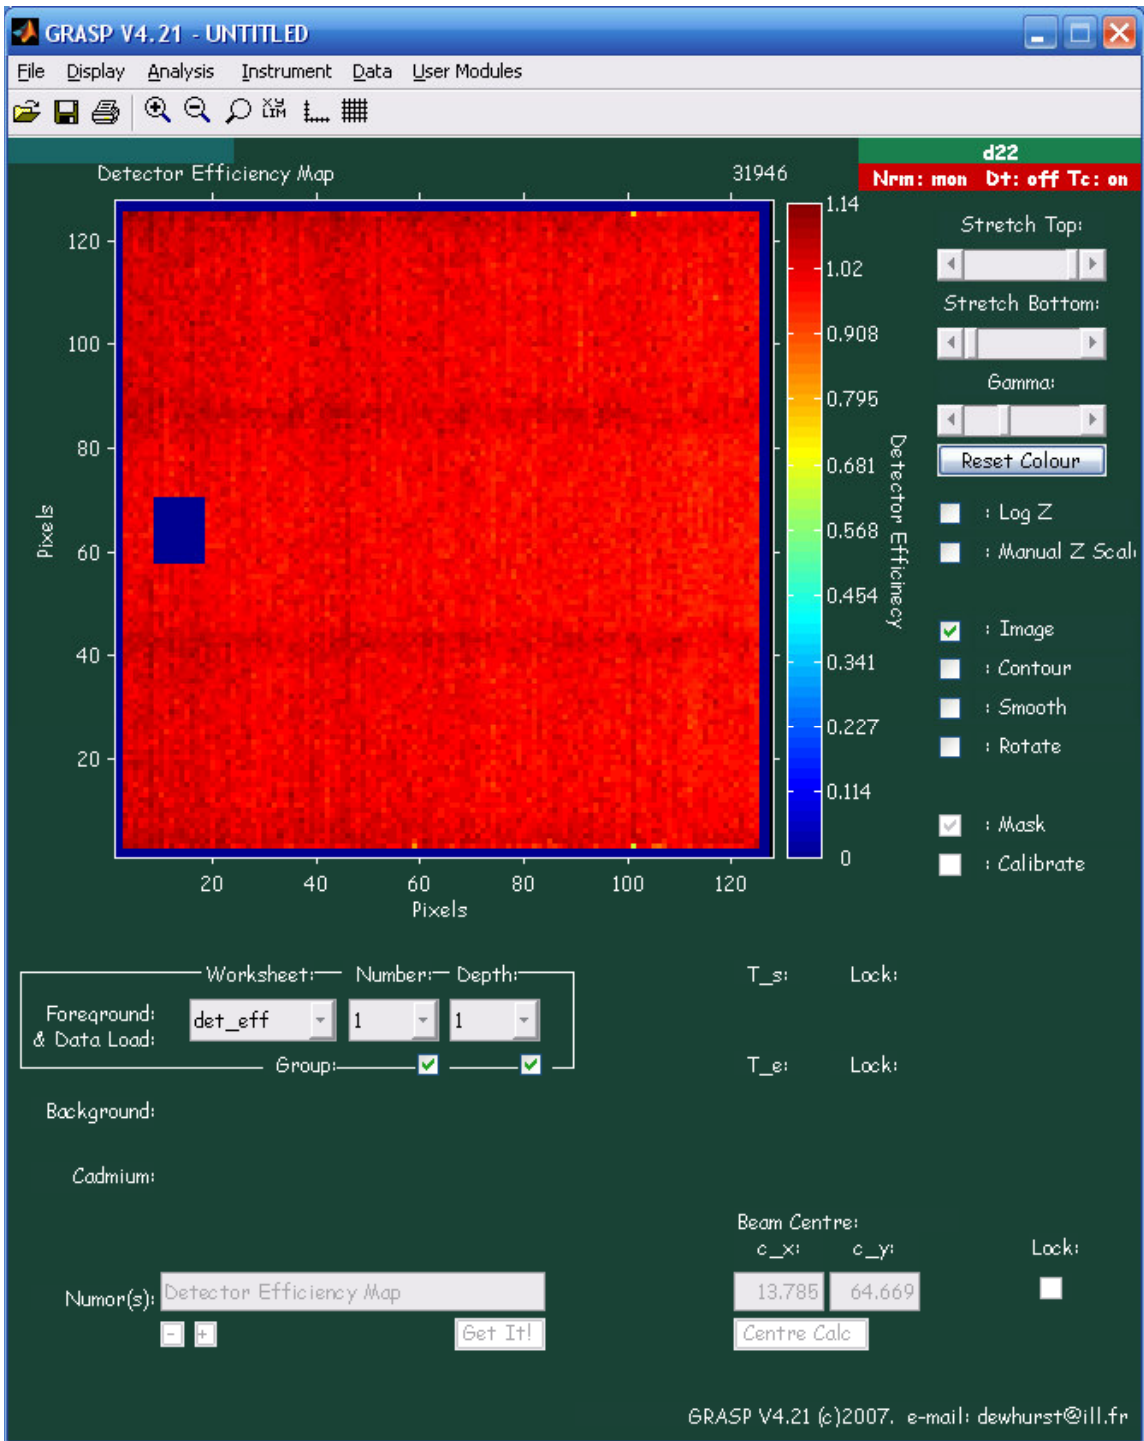 GRASP V4.21 - UNTITLED
File Display Analysis Instrument Data User Modules
XY LIM
d22
Nrm: mon Dt: off Tc: on
Detector Efficiency Map 31946
120
100
80
60
40
20
Pixels
20 40 60 80 100 120
Pixels
1.14
1.02
0.908
0.795
0.681
0.568
0.454
0.341
0.227
0.114
0
Detector Efficinecy
Stretch Top:
Stretch Bottom:
Gamma:
Reset Colour
: Log Z
: Manual Z Scal
: Image
: Contour
: Smooth
: Rotate
: Mask
: Calibrate
Worksheet: Number: Depth:
Foreground:
& Data Load:
det_eff 1 1
Group:
T_s: Lock:
T_e: Lock:
Background:
Cadmium:
Beam Centre:
c_x: c_y: Lock:
Numor(s): Detector Efficiency Map 13.785 64.669
- + Get It! Centre Calc
GRASP V4.21 (c)2007. e-mail: dewhurst@ill.fr